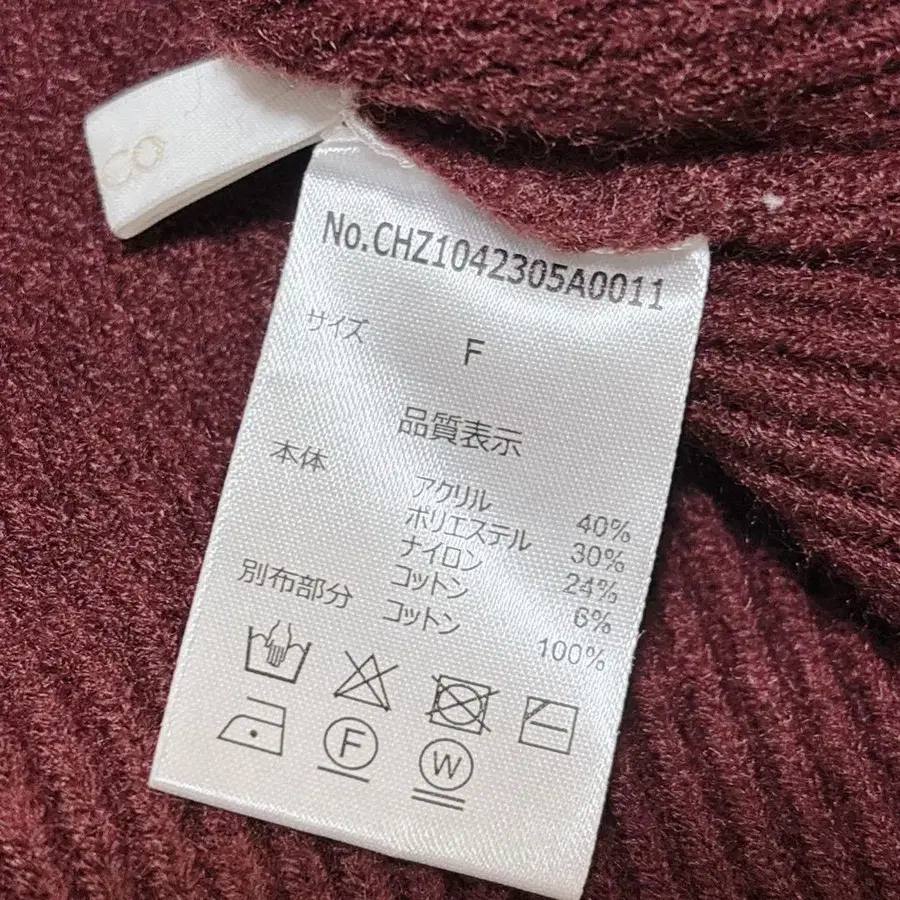 CO
No.CHZ1042305A0011
サイズ F
品質表示
本体
アクリル 40%
ポリエステル 30%
ナイロン 24%
コットン 6%
別布部分 コットン 100%
F
W